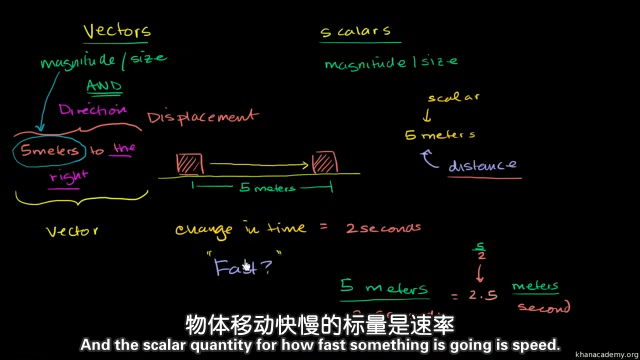 Vectors
magnitude/size
AND
Direction
Displacement
5meters to the
right
Vector
scalars
magnitude/size
scalar
5 meters
distance
5 meters
change in time = 2 seconds
"Fast?"
5
2
5 meters = 2.5 meters
second
物体移动快慢的标量是速率
And the scalar quantity for how fast something is going is speed.
khanacademy.org